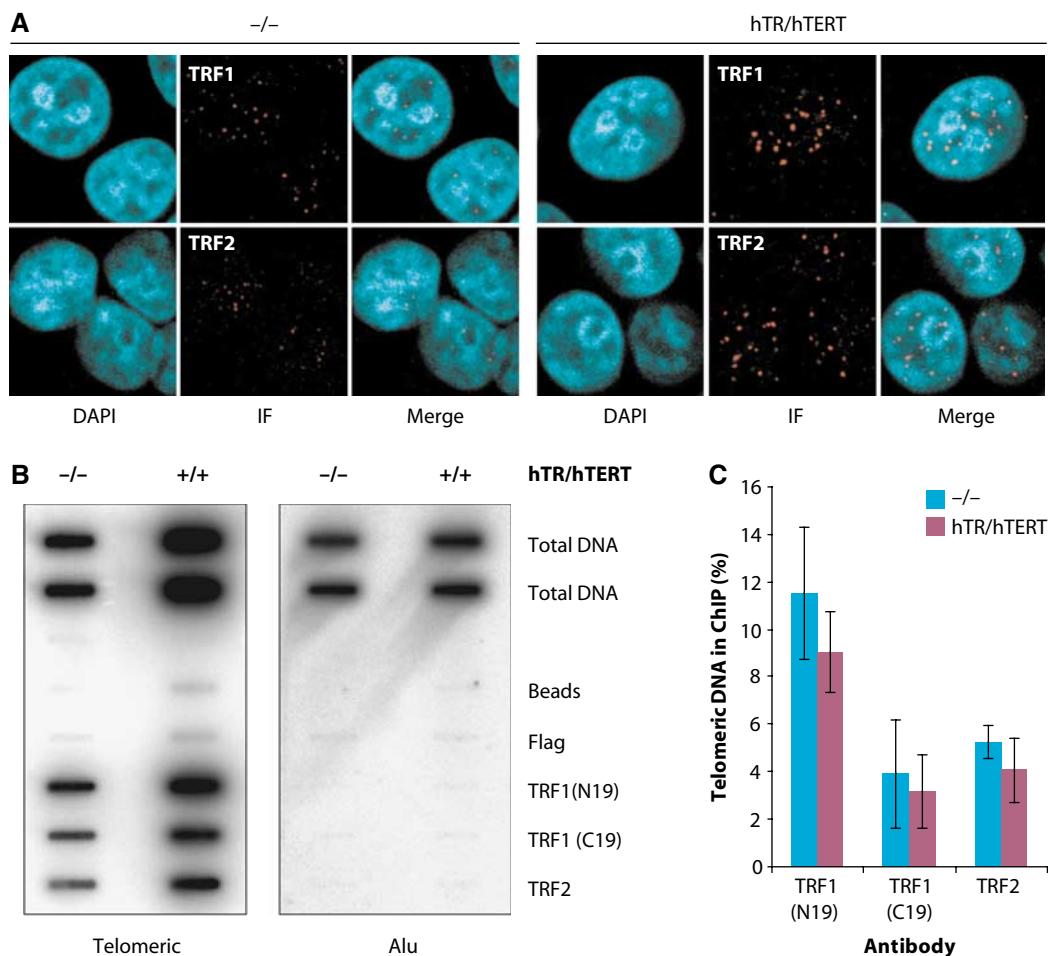 A
–/–
hTR/hTERT
TRF1
TRF1
TRF2
TRF2
DAPI
IF
Merge
DAPI
IF
Merge
B
–/–
+/+
–/–
+/+
hTR/hTERT
Total DNA
Total DNA
Beads
Flag
TRF1(N19)
TRF1 (C19)
TRF2
Telomeric
Alu
C
–/–
hTR/hTERT
Telomeric DNA in ChIP (%)
16
14
12
10
8
6
4
2
0
TRF1
(N19)
TRF1
(C19)
TRF2
Antibody